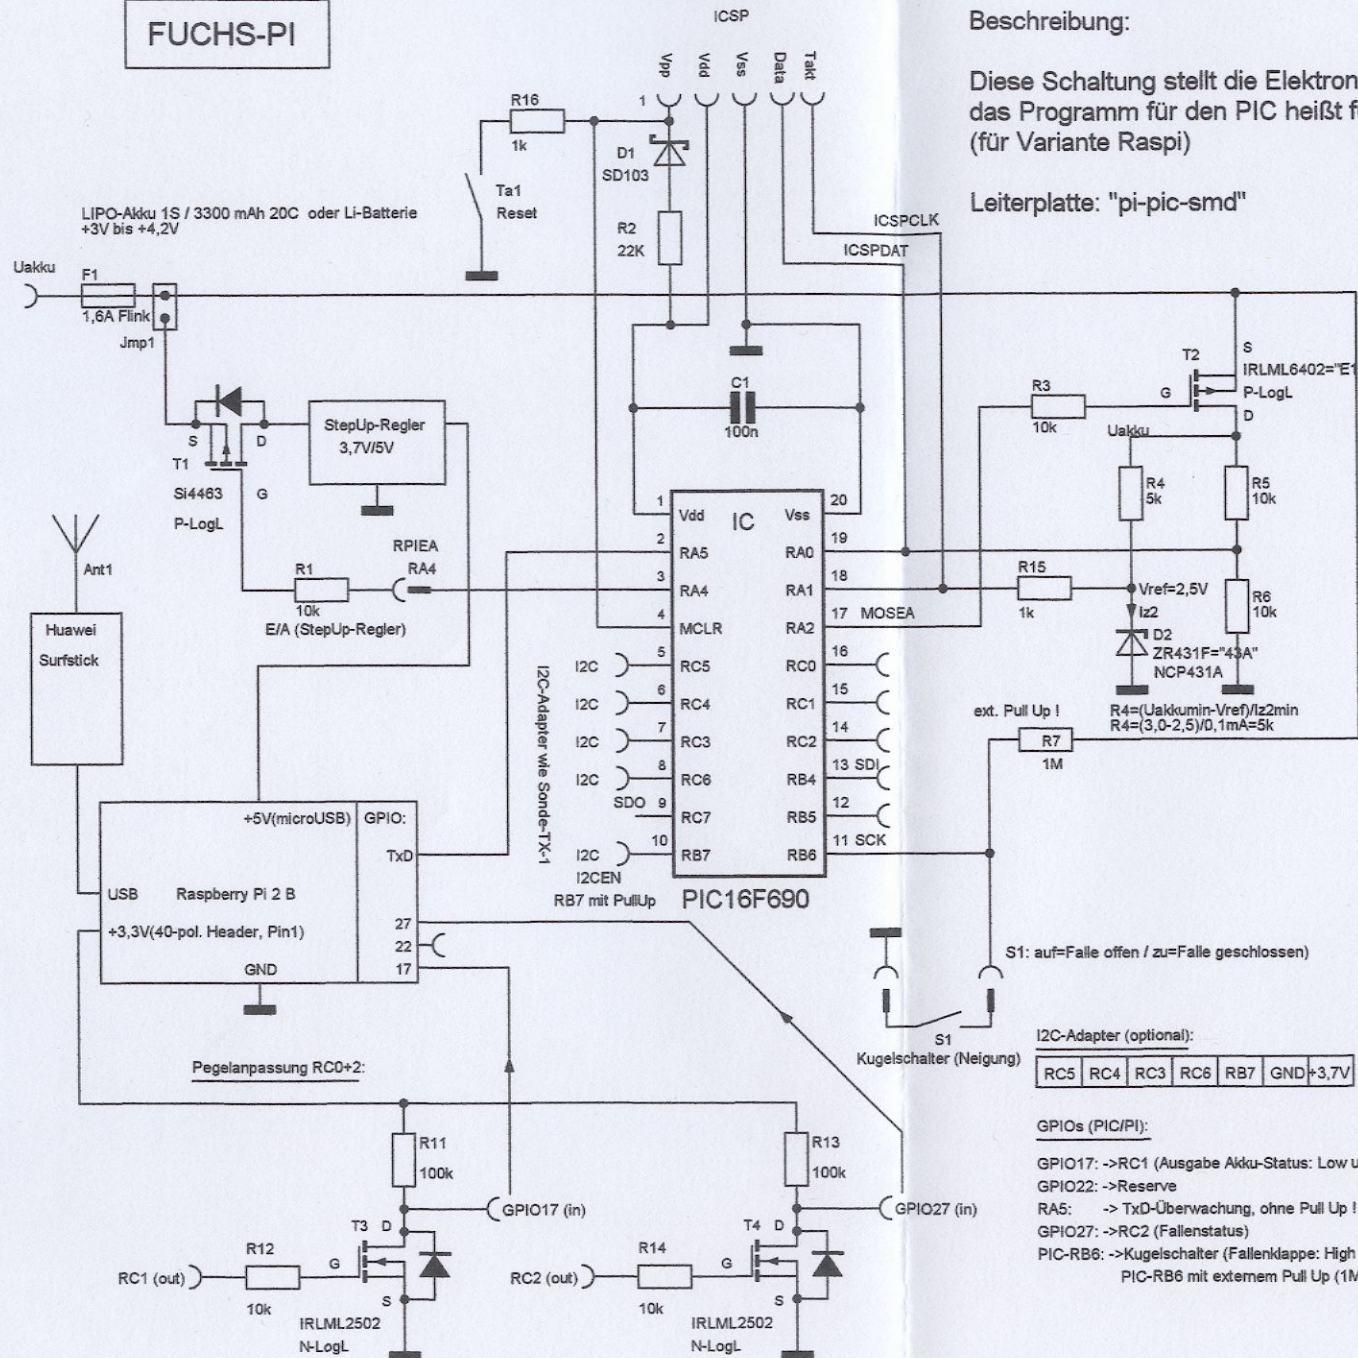 FUCHS-PI
ICSP
Vpp
Vdd
Vss
Data
Takt
1
Beschreibung:
Diese Schaltung stellt die Elektron
das Programm für den PIC heißt f
(für Variante Raspi)
Leiterplatte: "pi-pic-smd"
R16
1k
D1
SD103
Ta1
Reset
R2
22K
ICSPCLK
ICSPDAT
LIPO-Akku 1S / 3300 mAh 20C oder Li-Batterie
+3V bis +4,2V
Uakku
F1
1,6A Flink
Jmp1
C1
100n
T2
S
IRLML6402="E1
P-LogL
G
D
R3
10k
Uakku
R4
5k
R5
10k
S
D
T1
Si4463
G
P-LogL
StepUp-Regler
3,7V/5V
RPIEA
RA4
R1
10k
E/A (StepUp-Regler)
Ant1
Huawei
Surfstick
IC
1
Vdd
2
RA5
3
RA4
4
MCLR
5
RC5
6
RC4
7
RC3
8
RC6
9
RC7
10
RB7
20
Vss
19
RA0
18
RA1
17
RA2
MOSEA
16
RC0
15
RC1
14
RC2
13 SDI
RB4
12
RB5
11 SCK
RB6
I2C
I2C
I2C
I2C
SDO
I2C
I2CEN
RB7 mit PullUp
I2C-Adapter wie Sonde-TX-1
PIC16F690
R15
1k
Vref=2,5V
Iz2
D2
ZR431F="43A"
NCP431A
R6
10k
R4=(Uakkumin-Vref)/Iz2min
R4=(3,0-2,5)/0,1mA=5k
ext. Pull Up !
R7
1M
+5V(microUSB)
GPIO:
TxD
USB
Raspberry Pi 2 B
+3,3V(40-pol. Header, Pin1)
27
22
17
GND
S1: auf=Falle offen / zu=Falle geschlossen)
S1
Kugelschalter (Neigung)
I2C-Adapter (optional):
RC5 RC4 RC3 RC6 RB7 GND +3,7V
Pegelanpassung RC0+2:
R11
100k
GPIO17 (in)
T3
D
G
S
R12
10k
RC1 (out)
IRLML2502
N-LogL
R13
100k
GPIO27 (in)
T4
D
G
S
R14
10k
RC2 (out)
IRLML2502
N-LogL
GPIOs (PIC/PI):
GPIO17: ->RC1 (Ausgabe Akku-Status: Low u
GPIO22: ->Reserve
RA5: -> TxD-Überwachung, ohne Pull Up !
GPIO27: ->RC2 (Fallenstatus)
PIC-RB6: ->Kugelschalter (Fallenklappe: High
PIC-RB6 mit externem Pull Up (1M